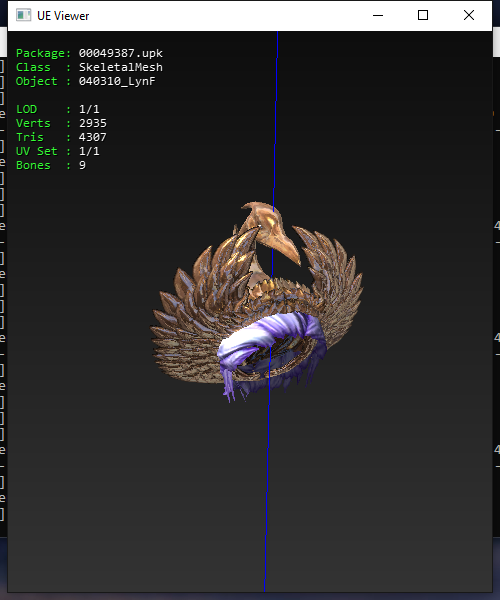 UE Viewer
Package: 00049387.upk
Class  : SkeletalMesh
Object : 040310_LynF
LOD    : 1/1
Verts  : 2935
Tris   : 4307
UV Set : 1/1
Bones  : 9